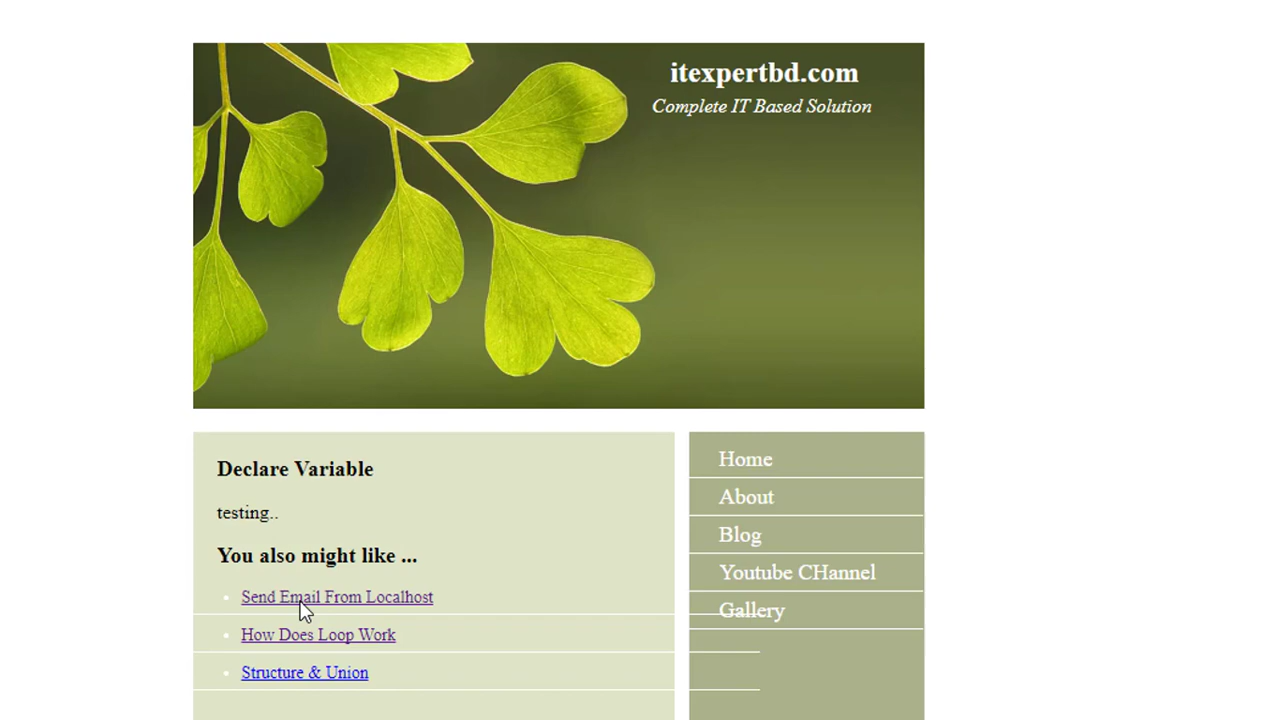 itexpertbd.com
Complete IT Based Solution
Declare Variable
testing..
You also might like ...
Send Email From Localhost
How Does Loop Work
Structure & Union
Home
About
Blog
Youtube CHannel
Gallery